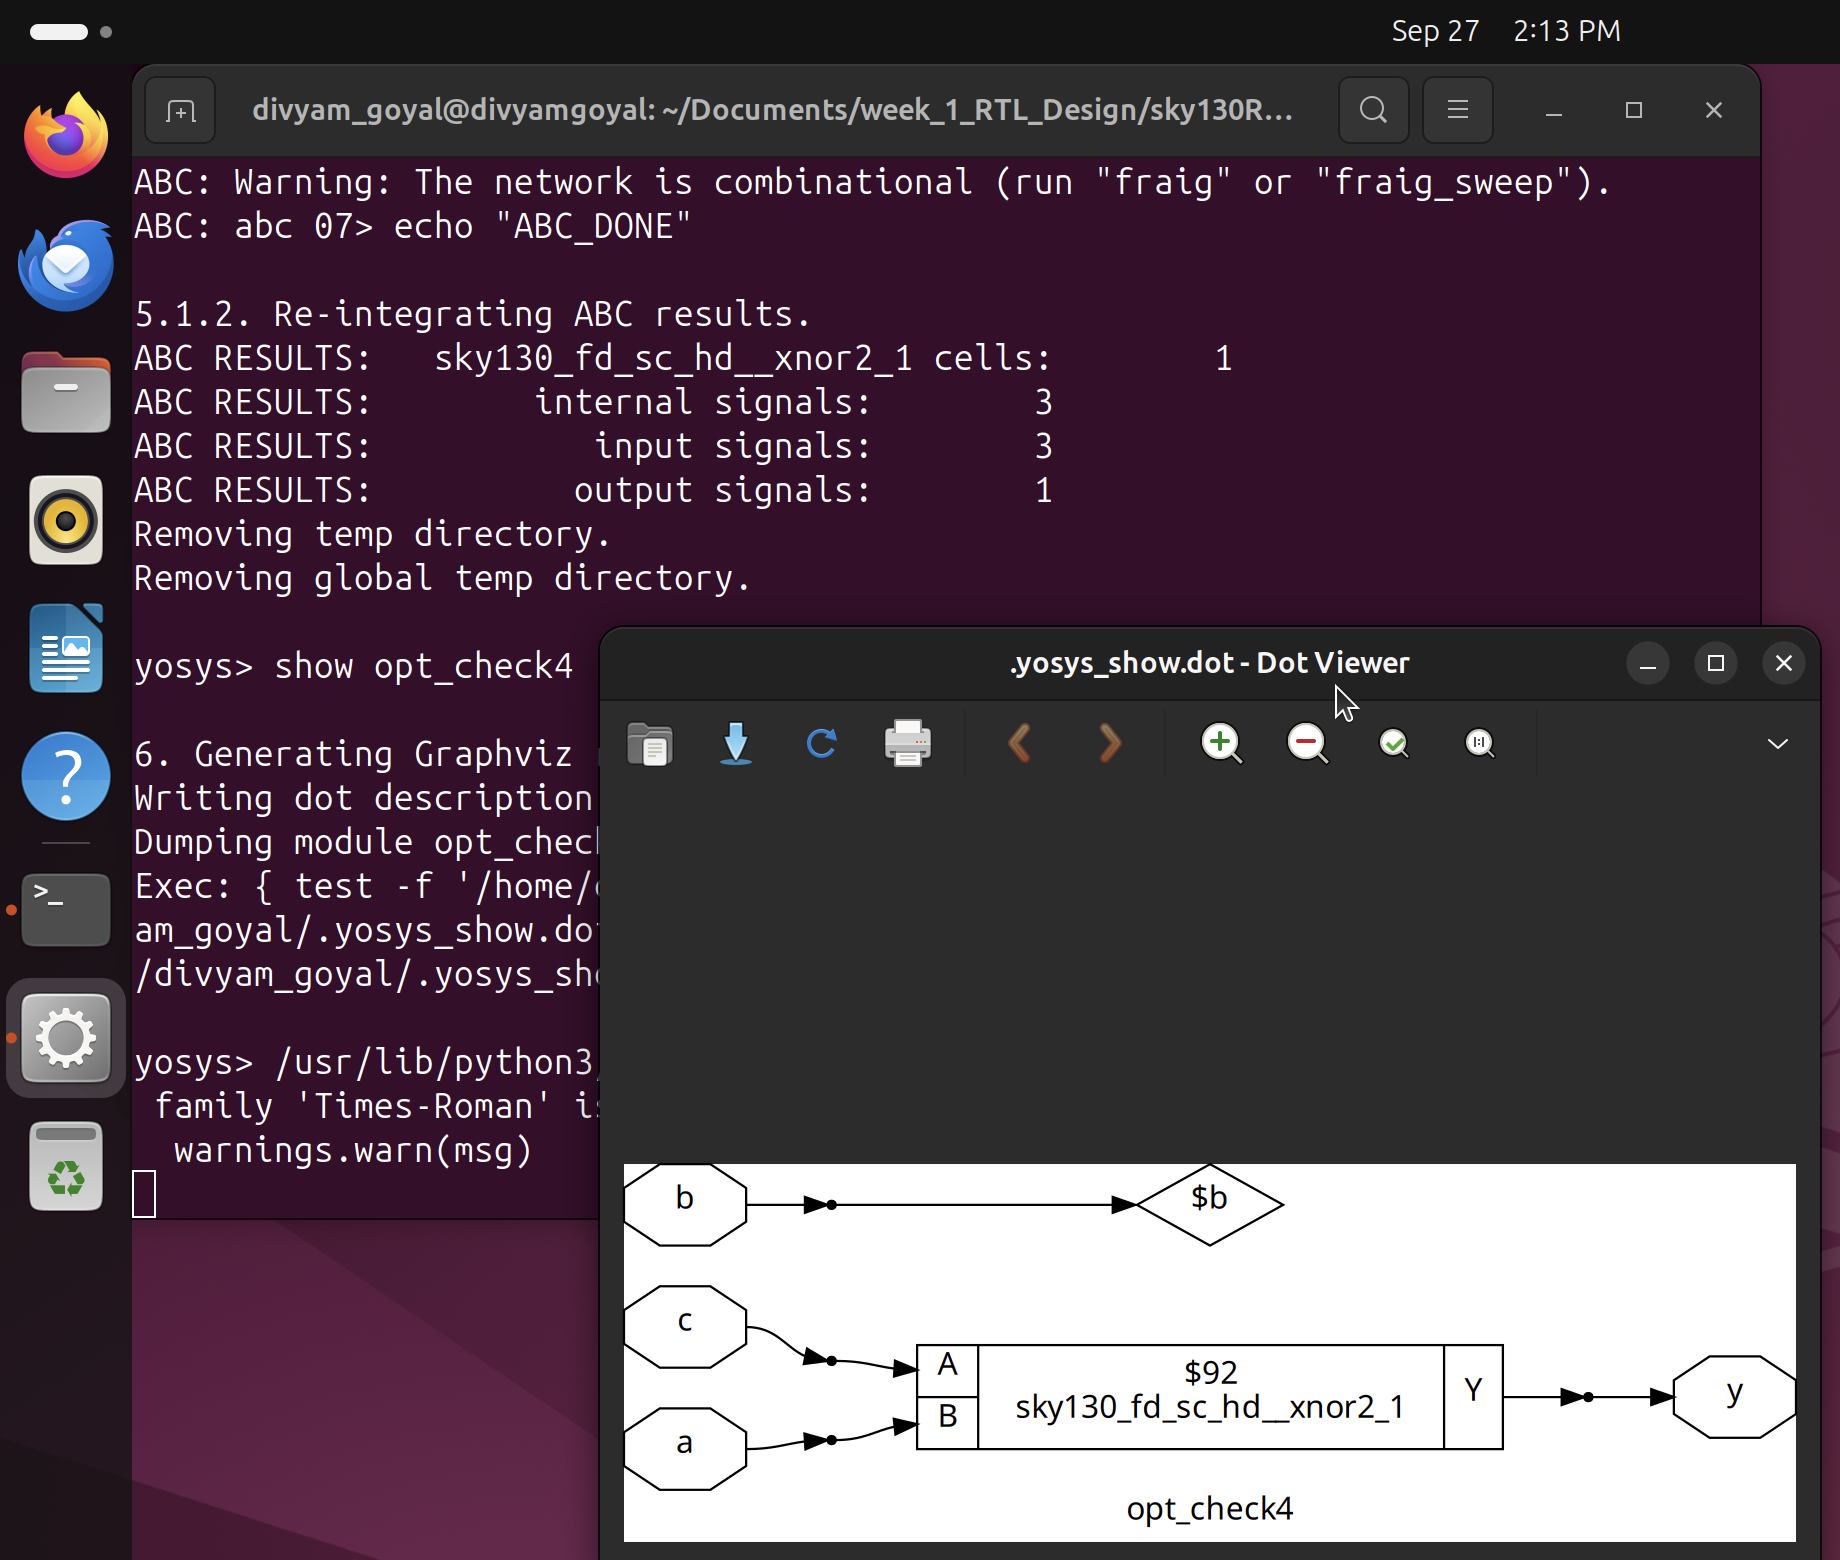 Sep 27 2:13 PM
divyam_goyal@divyamgoyal: ~/Documents/week_1_RTL_Design/sky130R...
ABC: Warning: The network is combinational (run "fraig" or "fraig_sweep").
ABC: abc 07> echo "ABC_DONE"
5.1.2. Re-integrating ABC results.
ABC RESULTS:   sky130_fd_sc_hd__xnor2_1 cells:        1
ABC RESULTS:        internal signals:        3
ABC RESULTS:           input signals:        3
ABC RESULTS:          output signals:        1
Removing temp directory.
Removing global temp directory.
yosys> show opt_check4
6. Generating Graphviz
Writing dot description
Dumping module opt_chec
Exec: { test -f '/home/
am_goyal/.yosys_show.do
/divyam_goyal/.yosys_sh
yosys> /usr/lib/python3
family 'Times-Roman' i
warnings.warn(msg)
.yosys_show.dot - Dot Viewer
b $b
c
a
A
B
$92
sky130_fd_sc_hd__xnor2_1
Y
y
opt_check4